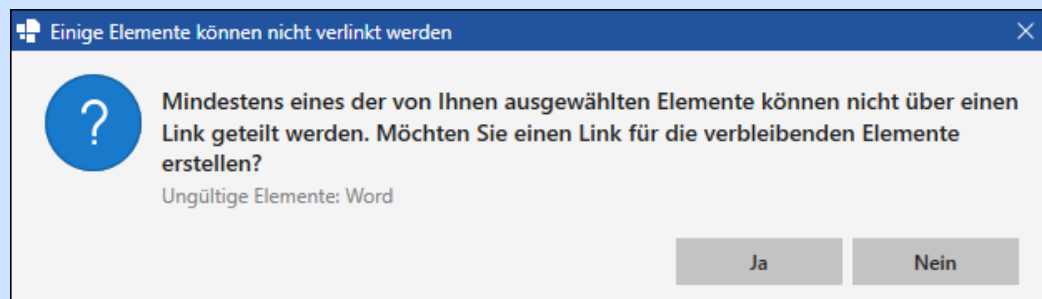 Einige Elemente können nicht verlinkt werden
Mindestens eines der von Ihnen ausgewählten Elemente können nicht über einen
Link geteilt werden. Möchten Sie einen Link für die verbleibenden Elemente
erstellen?
Ungültige Elemente: Word
Ja
Nein